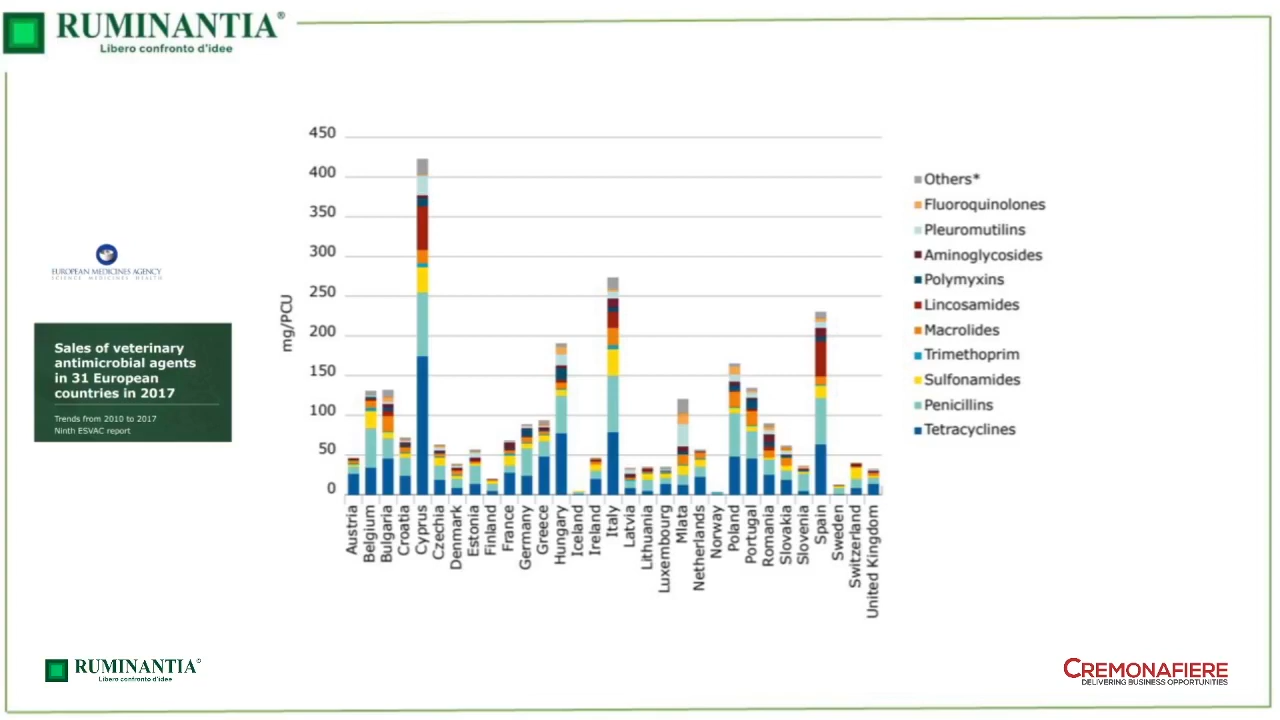 RUMINANTIA®
Libero confronto d'idee
EUROPEAN MEDICINES AGENCY
SCIENCE MEDICINES HEALTH
Sales of veterinary
antimicrobial agents
in 31 European
countries in 2017
Trends from 2010 to 2017
Ninth ESVAC report
mg/PCU
450
400
350
300
250
200
150
100
50
0
Austria
Belgium
Bulgaria
Croatia
Cyprus
Czechia
Denmark
Estonia
Finland
France
Germany
Greece
Hungary
Iceland
Ireland
Italy
Latvia
Lithuania
Luxembourg
Mlata
Netherlands
Norway
Poland
Portugal
Romania
Slovakia
Slovenia
Spain
Sweden
Switzerland
United Kingdom
Others*
Fluoroquinolones
Pleuromutilins
Aminoglycosides
Polymyxins
Lincosamides
Macrolides
Trimethoprim
Sulfonamides
Penicillins
Tetracyclines
RUMINANTIA®
Libero confronto d'idee
CREMONAFIERE
DELIVERING BUSINESS OPPORTUNITIES